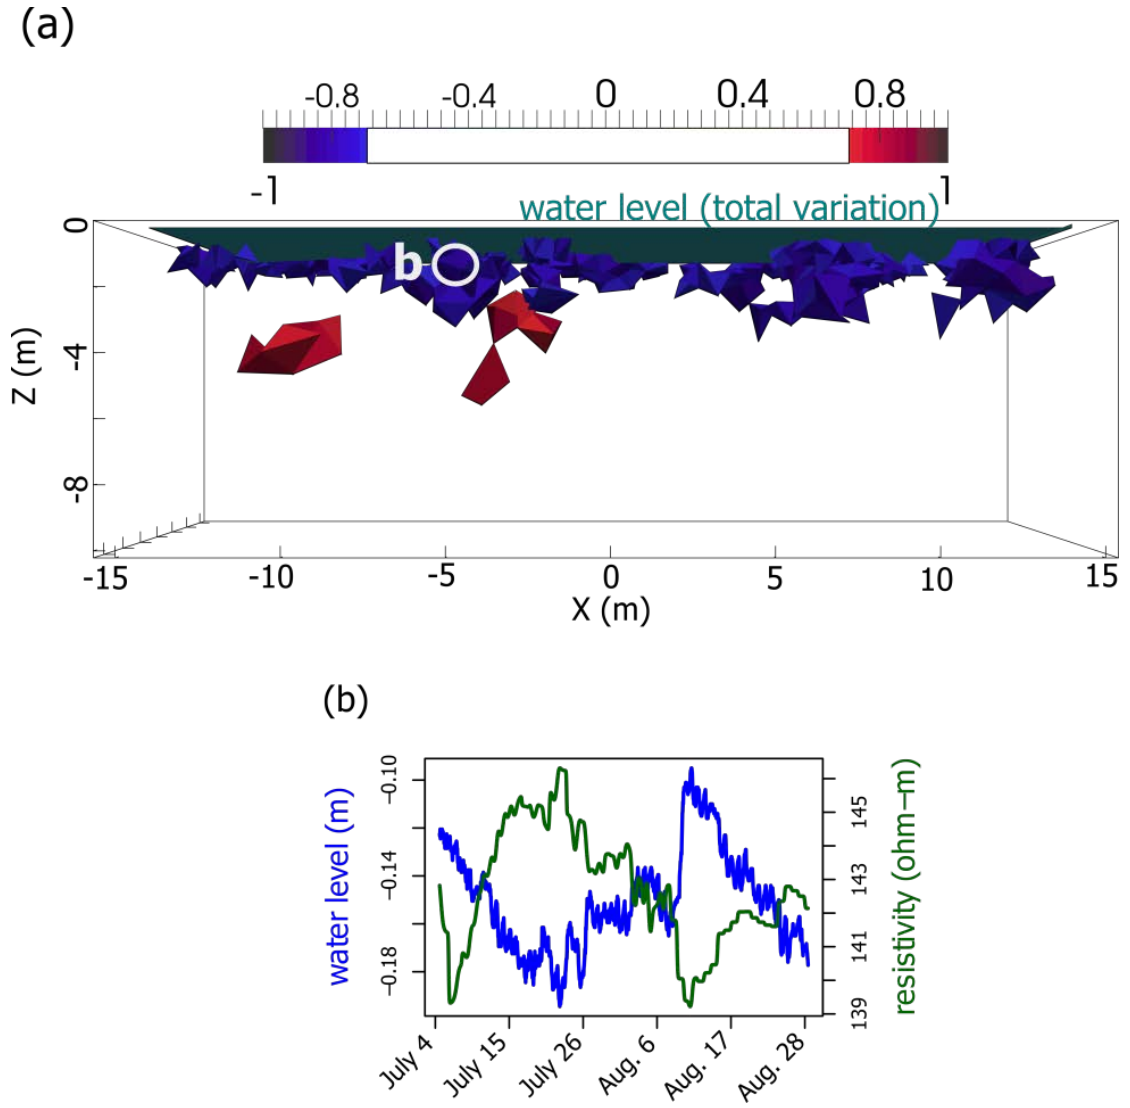 (a)
-0.8 -0.4 0 0.4 0.8
-1 1
water level (total variation)
0
-4
-8
Z (m)
b
-15 -10 -5 0 5 10 15
X (m)
(b)
water level (m)
-0.10
-0.14
-0.18
resistivity (ohm−m)
145
143
141
139
July 4 July 15 July 26 Aug. 6 Aug. 17 Aug. 28